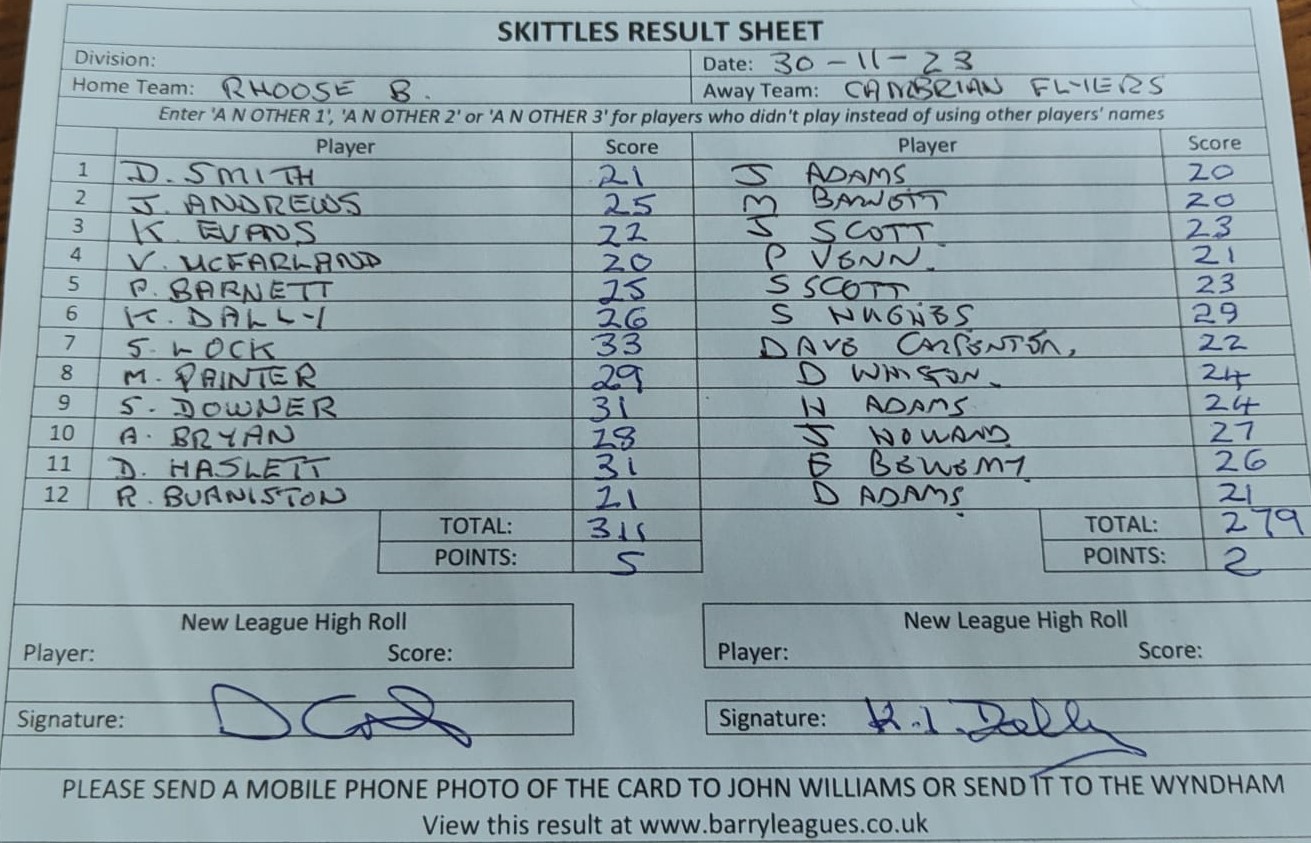 SKITTLES RESULT SHEET
Division: Date: 30-11-23
Home Team: RHOOSE B. Away Team: CAMBRIAN FLYERS
Enter 'A N OTHER 1', 'A N OTHER 2' or 'A N OTHER 3' for players who didn't play instead of using other players' names
Player Score Player Score
1 D. SMITH 21 J ADAMS 20
2 J. ANDREWS 25 M 20
3 K. EVANS 22 J SCOTT 23
4 V. MCFARLAND 20 P VENN. 21
5 P. BARNETT 25 S SCOTT 23
6 K. DALLY 26 S HUGHES 29
7 S. LOCK 33 DAVE CARPENTER. 22
8 M. PAINTER 29 D 24
9 S. DOWNER 31 H ADAMS 24
10 A. BRYAN 28 J 27
11 D. HASLETT 31 E 26
12 R. BURNISTON 21 D ADAMS 21
TOTAL: 311 TOTAL: 279
POINTS: 5 POINTS: 2
New League High Roll New League High Roll
Player: Score: Player: Score:
Signature: Signature: K. I. Dally
PLEASE SEND A MOBILE PHONE PHOTO OF THE CARD TO JOHN WILLIAMS OR SEND IT TO THE WYNDHAM
View this result at www.barryleagues.co.uk